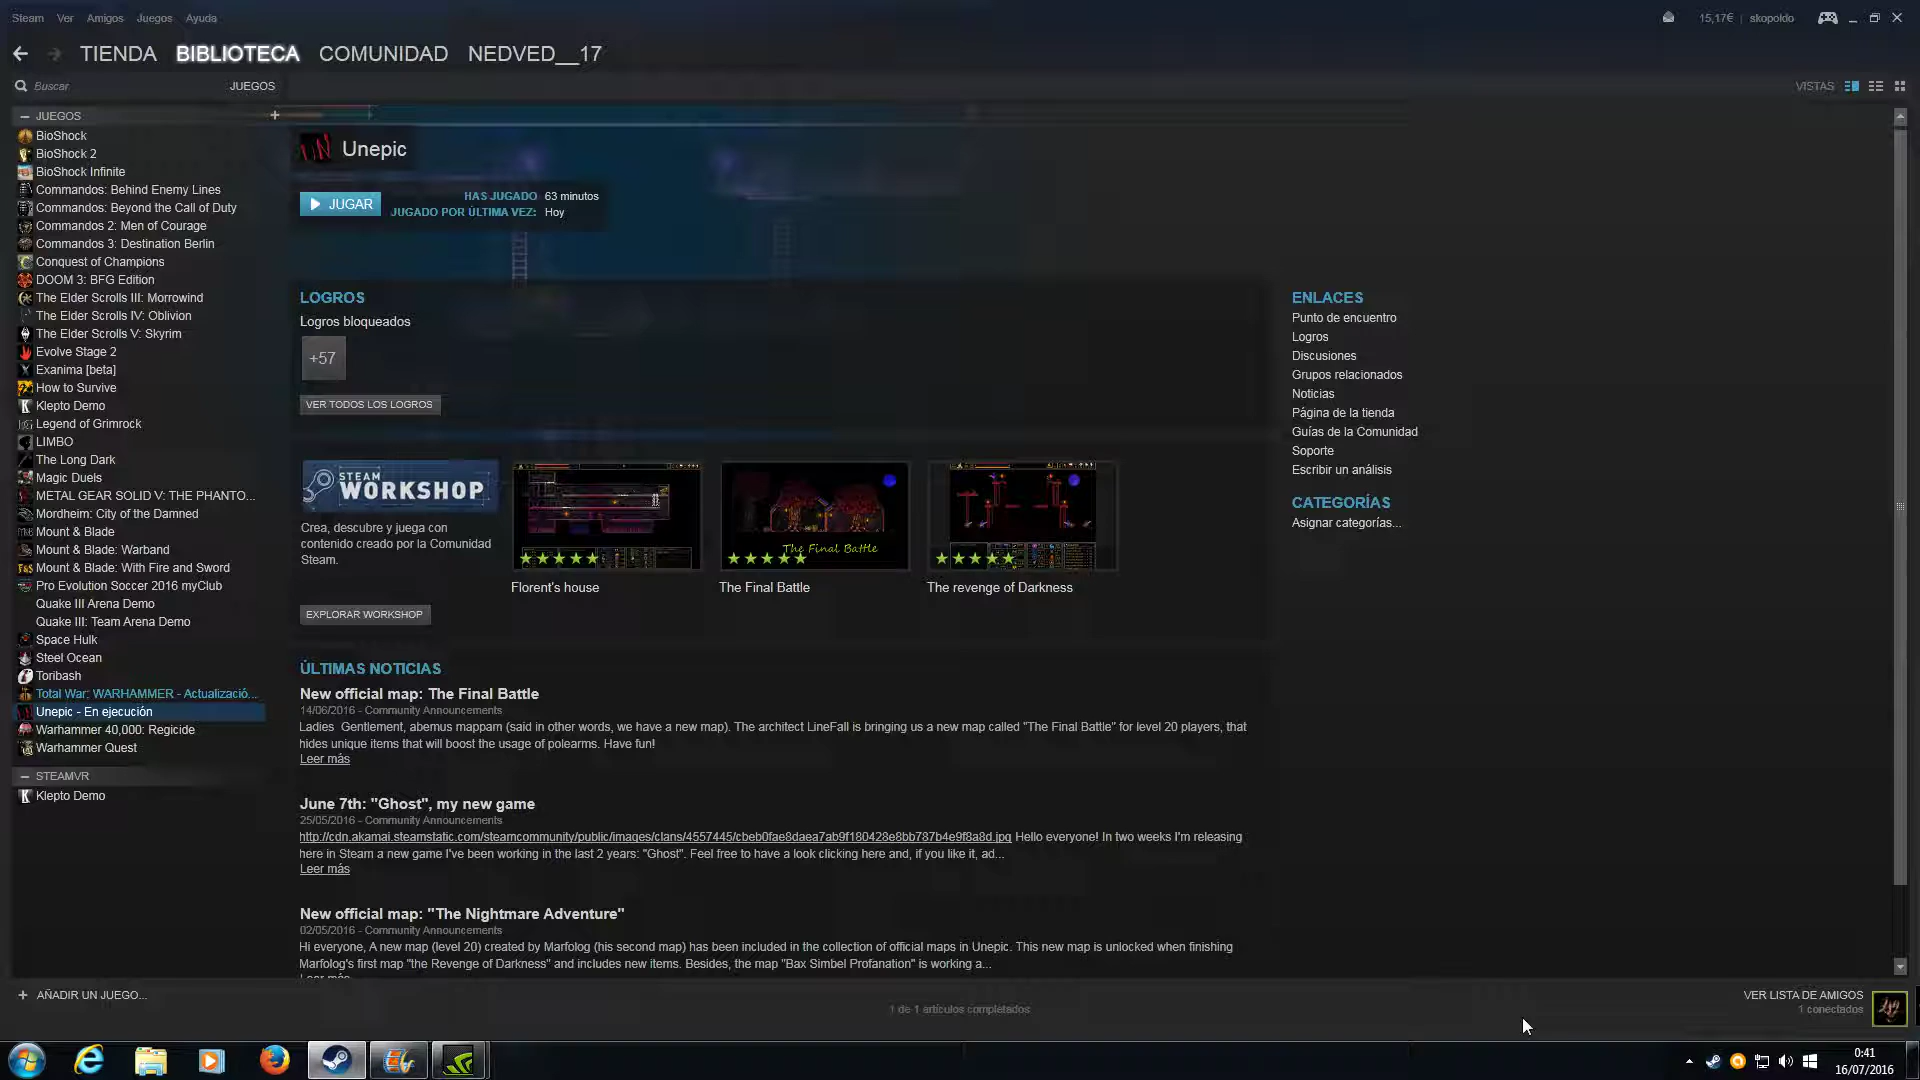 Steam Ver Amigos Juegos Ayuda
15,17€ | skopoldo
TIENDA BIBLIOTECA COMUNIDAD NEDVED__17
Buscar JUEGOS VISTAS
— JUEGOS
BioShock
BioShock 2
BioShock Infinite
Commandos: Behind Enemy Lines
Commandos: Beyond the Call of Duty
Commandos 2: Men of Courage
Commandos 3: Destination Berlin
Conquest of Champions
DOOM 3: BFG Edition
The Elder Scrolls III: Morrowind
The Elder Scrolls IV: Oblivion
The Elder Scrolls V: Skyrim
Evolve Stage 2
Exanima [beta]
How to Survive
Klepto Demo
Legend of Grimrock
LIMBO
The Long Dark
Magic Duels
METAL GEAR SOLID V: THE PHANTO...
Mordheim: City of the Damned
Mount & Blade
Mount & Blade: Warband
Mount & Blade: With Fire and Sword
Pro Evolution Soccer 2016 myClub
Quake III Arena Demo
Quake III: Team Arena Demo
Space Hulk
Steel Ocean
Toribash
Total War: WARHAMMER - Actualizació...
Unepic - En ejecución
Warhammer 40,000: Regicide
Warhammer Quest
— STEAMVR
Klepto Demo
+ AÑADIR UN JUEGO...
Unepic
JUGAR
HAS JUGADO 63 minutos
JUGADO POR ÚLTIMA VEZ: Hoy
LOGROS
Logros bloqueados
+57
VER TODOS LOS LOGROS
STEAM
WORKSHOP
Crea, descubre y juega con
contenido creado por la Comunidad
Steam.
EXPLORAR WORKSHOP
Florent's house
The Final Battle
The Final Battle
The revenge of Darkness
ÚLTIMAS NOTICIAS
New official map: The Final Battle
14/06/2016 - Community Announcements
Ladies Gentlement, abemus mappam (said in other words, we have a new map). The architect LineFall is bringing us a new map called "The Final Battle" for level 20 players, that
hides unique items that will boost the usage of polearms. Have fun!
Leer más
June 7th: "Ghost", my new game
25/05/2016 - Community Announcements
http://cdn.akamai.steamstatic.com/steamcommunity/public/images/clans/4557445/cbeb0fae8daea7ab9f180428e8bb787b4e9f8a8d.jpg Hello everyone! In two weeks I'm releasing
here in Steam a new game I've been working in the last 2 years: "Ghost". Feel free to have a look clicking here and, if you like it, ad...
Leer más
New official map: "The Nightmare Adventure"
02/05/2016 - Community Announcements
Hi everyone, A new map (level 20) created by Marfolog (his second map) has been included in the collection of official maps in Unepic. This new map is unlocked when finishing
Marfolog's first map "the Revenge of Darkness" and includes new items. Besides, the map "Bax Simbel Profanation" is working a...
Leer más
ENLACES
Punto de encuentro
Logros
Discusiones
Grupos relacionados
Noticias
Página de la tienda
Guías de la Comunidad
Soporte
Escribir un análisis
CATEGORÍAS
Asignar categorías...
1 de 1 artículos completados
VER LISTA DE AMIGOS
1 conectados
0:41
16/07/2016